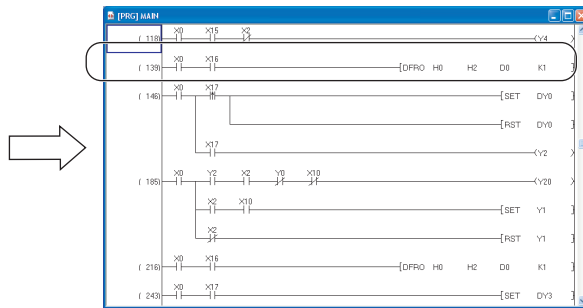 [PRG] MAIN
X0 X15 X2
( 118) (Y4 )
X0 X16
( 139) [DFRO H0 H2 D0 K1 ]
X0 X17
( 146) [SET DY0 ]
[RST DY0 ]
X17
(Y2 )
X0 Y2 X2 Y0 X10
( 185) (Y20 )
X2 X10
[SET Y1 ]
X2
[RST Y1 ]
X0 X16
( 216) [DFRO H0 H2 D0 K1 ]
X0 X17
( 243) [SET DY3 ]